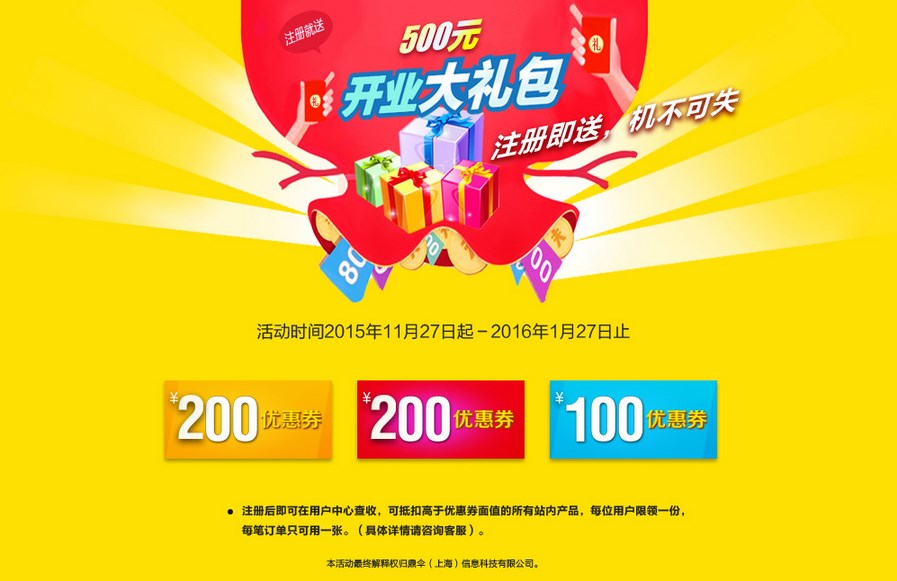 注册就送
500元
开业大礼包
礼
礼
注册即送，机不可失
80
00
00
活动时间2015年11月27日起－2016年1月27日止
¥200优惠券
¥200优惠券
¥100优惠券
● 注册后即可在用户中心查收，可抵扣高于优惠券面值的所有站内产品，每位用户限领一份，
每笔订单只可用一张。（具体详情请咨询客服）。
本活动最终解释权归鼎伞（上海）信息科技有限公司。